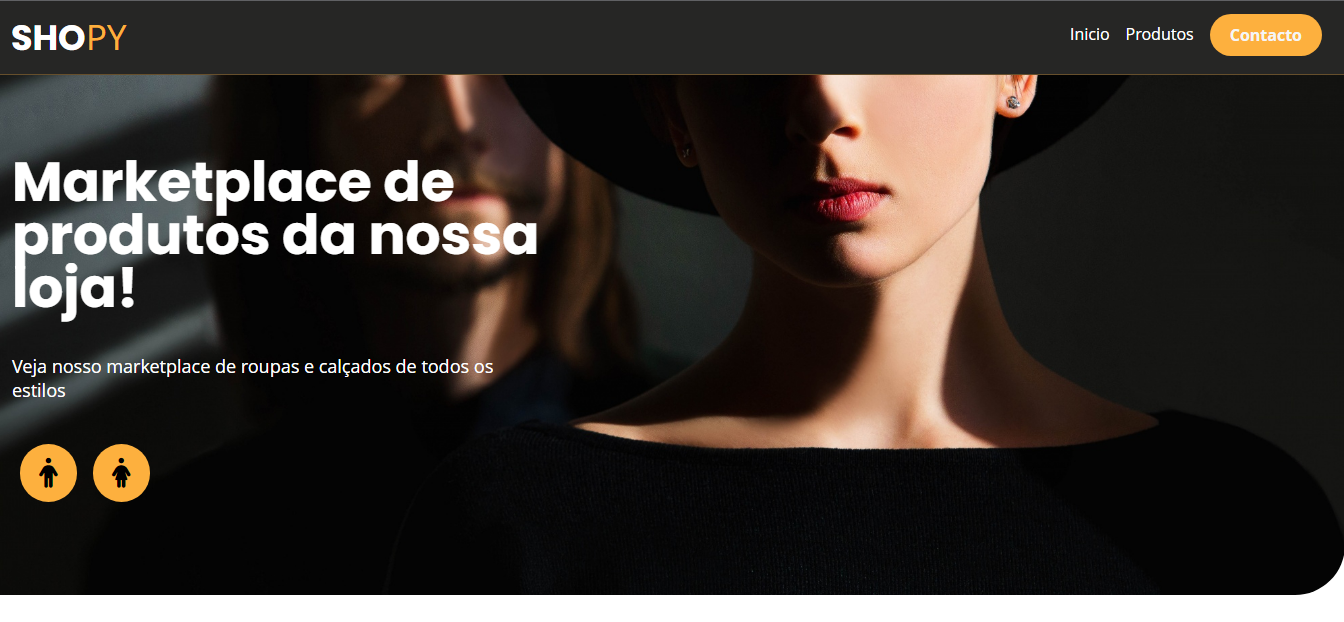 SHOPY
Inicio
Produtos
Contacto
Marketplace de
produtos da nossa
loja!
Veja nosso marketplace de roupas e calçados de todos os
estilos